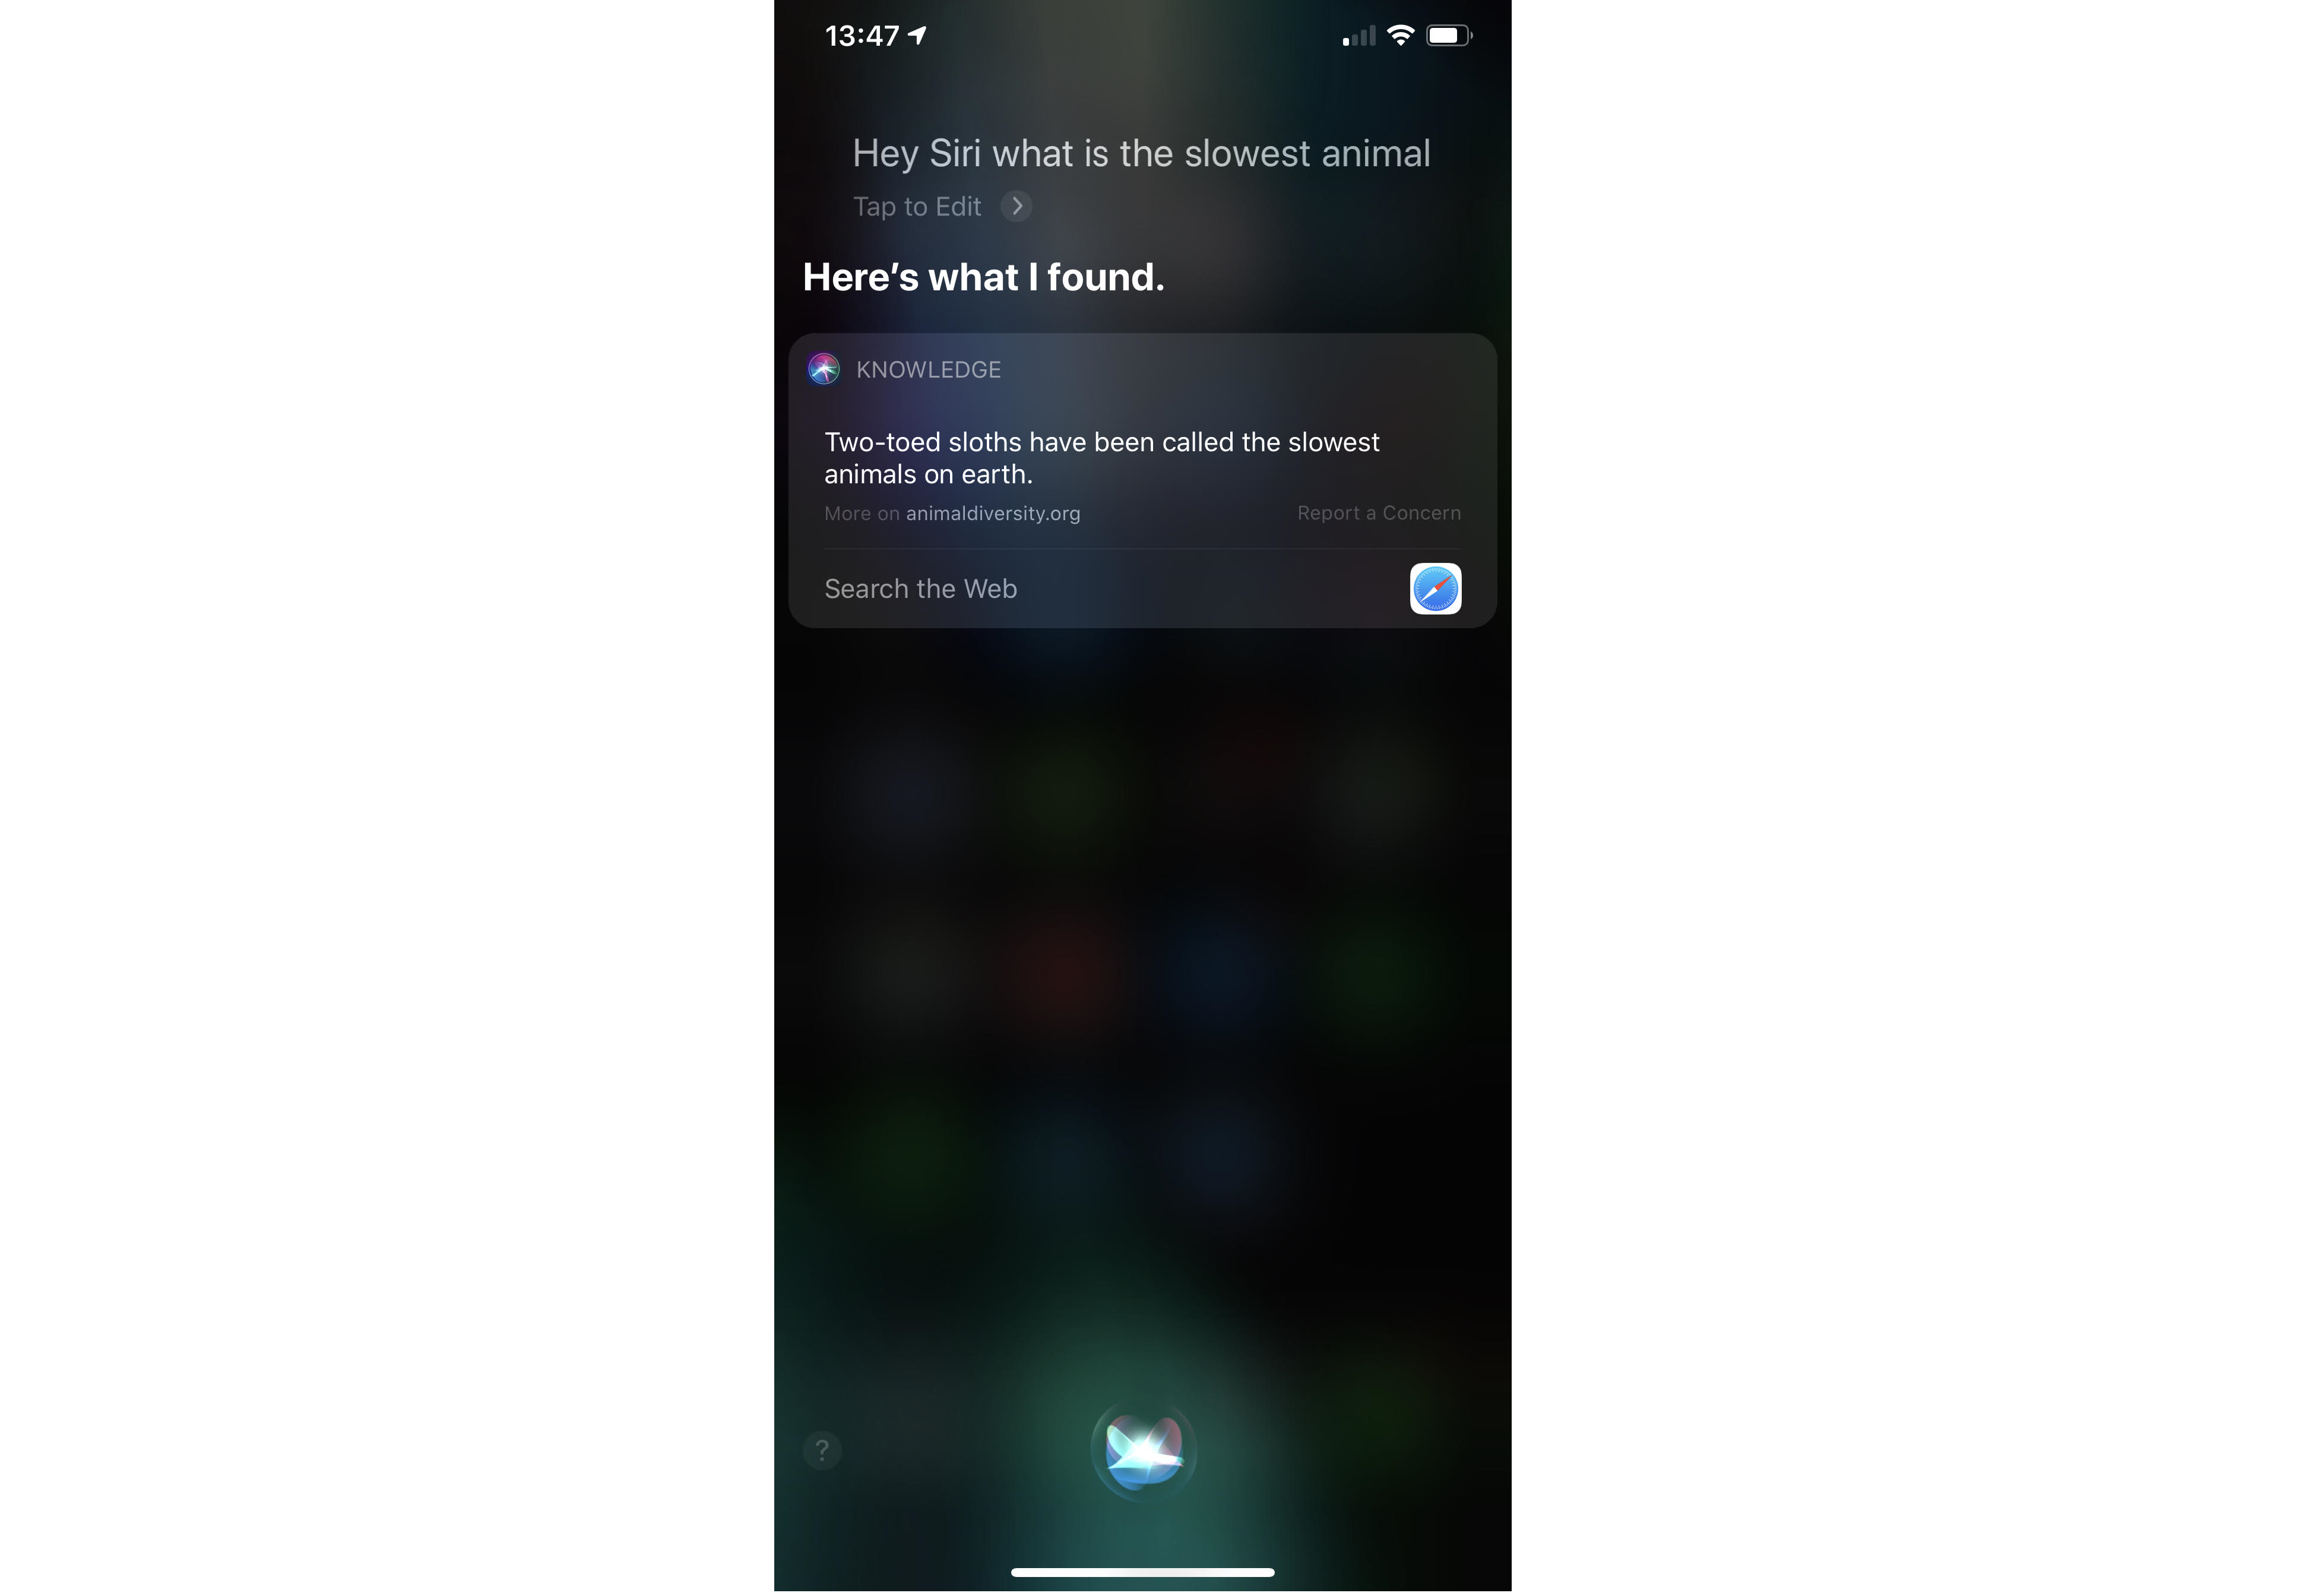 13:47
Hey Siri what is the slowest animal
Tap to Edit
Here’s what I found.
KNOWLEDGE
Two-toed sloths have been called the slowest
animals on earth.
More on animaldiversity.org Report a Concern
Search the Web
?